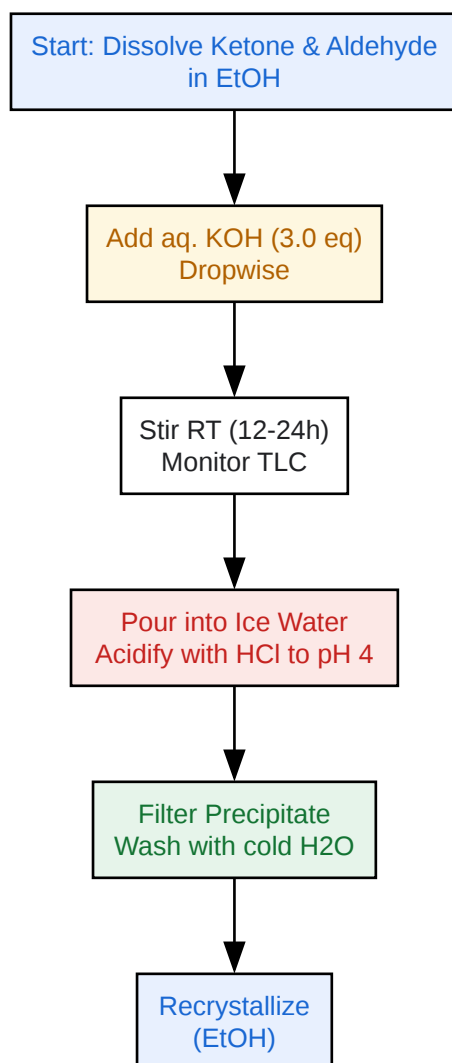 Start: Dissolve Ketone & Aldehyde
in EtOH
Add aq. KOH (3.0 eq)
Dropwise
Stir RT (12-24h)
Monitor TLC
Pour into Ice Water
Acidify with HCl to pH 4
Filter Precipitate
Wash with cold H2O
Recrystallize
(EtOH)